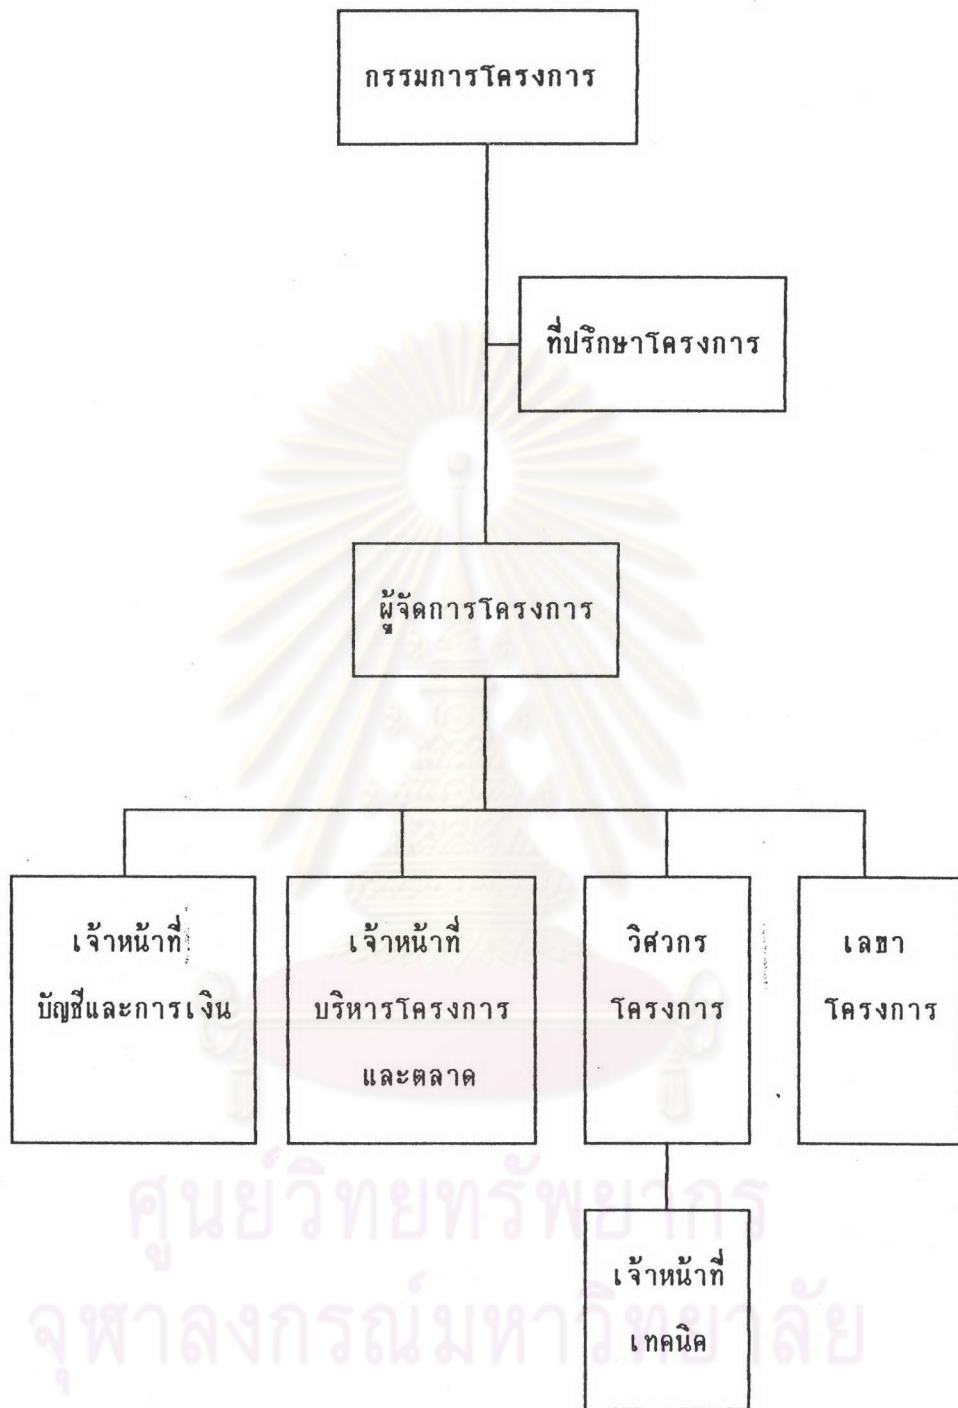 กรรมการโครงการ
ที่ปรึกษาโครงการ
ผู้จัดการโครงการ
เจ้าหน้าที่
บัญชีและการเงิน
เจ้าหน้าที่
บริหารโครงการ
และตลาด
วิศวกร
โครงการ
เลขา
โครงการ
เจ้าหน้าที่
เทคนิค
ศูนย์วิทยทรัพยากร
จุฬาลงกรณ์มหาวิทยาลัย